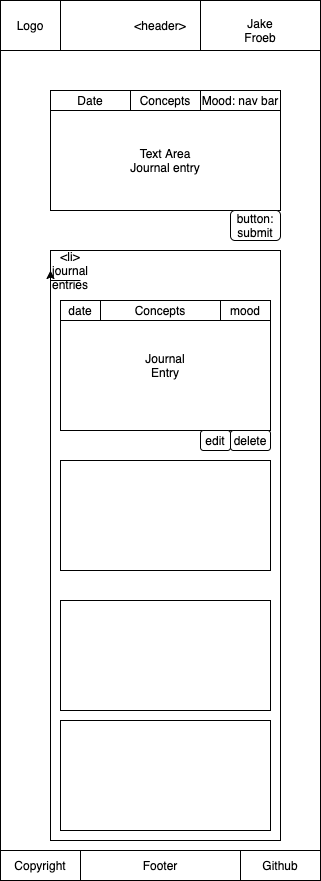 Logo
<header>
Jake
Froeb
Date
Concepts
Mood: nav bar
Text Area
Journal entry
button:
submit
<li>
journal
entries
date
Concepts
mood
Journal
Entry
edit
delete
Copyright
Footer
Github